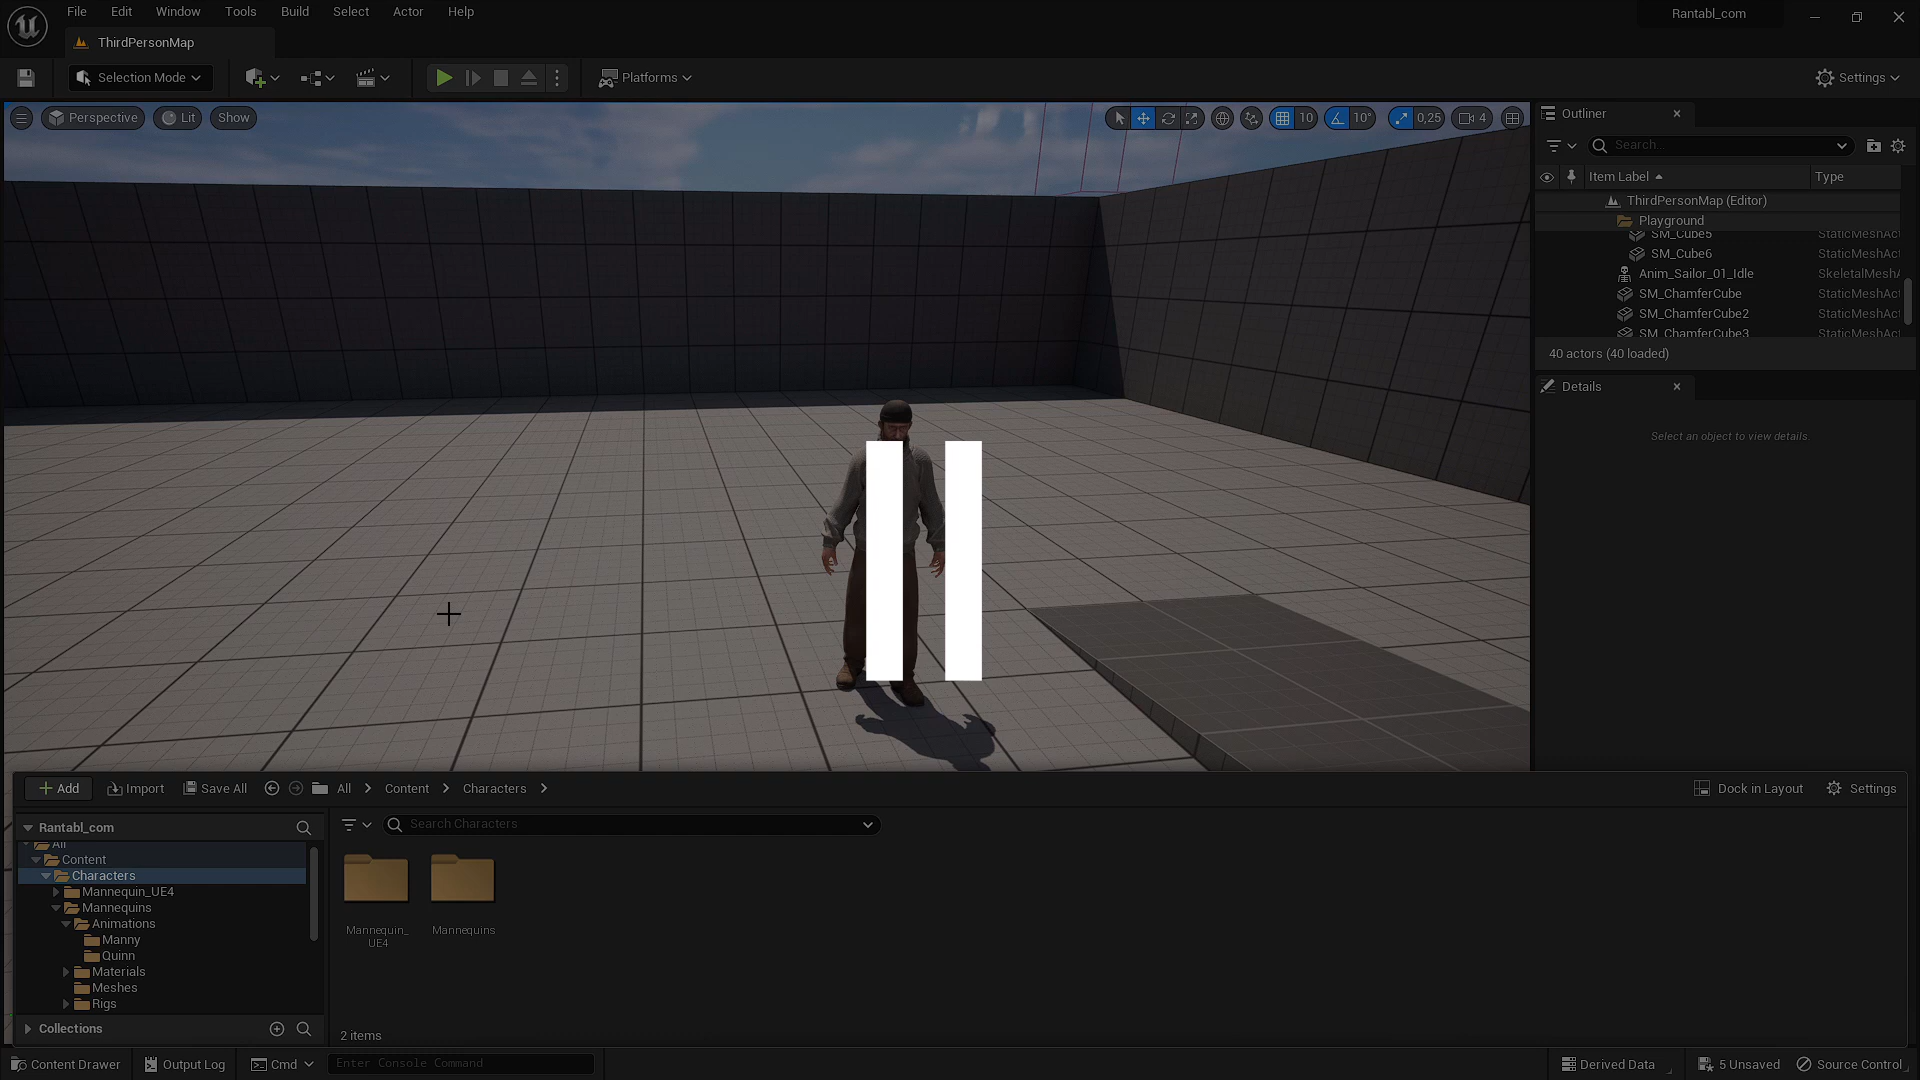 File Edit Window Tools Build Select Actor Help Rantabl_com
ThirdPersonMap
Selection Mode Platforms Settings
Perspective Lit Show 10 10° 0,25 4
Outliner
Search...
Item Label Type
ThirdPersonMap (Editor)
Playground
SM_Cube5 StaticMeshAct
SM_Cube6 StaticMeshAct
Anim_Sailor_01_Idle SkeletalMeshA
SM_ChamferCube StaticMeshAct
SM_ChamferCube2 StaticMeshAct
SM_ChamferCube3 StaticMeshAct
40 actors (40 loaded)
Details
Select an object to view details.
Add Import Save All All Content Characters Dock in Layout Settings
Rantabl_com
Search Characters
All
Content
Characters
Mannequin_UE4
Mannequins
Animations
Manny
Quinn
Materials
Meshes
Rigs
Mannequin_
UE4
Mannequins
Collections
2 items
Content Drawer Output Log Cmd Enter Console Command Derived Data 5 Unsaved Source Control